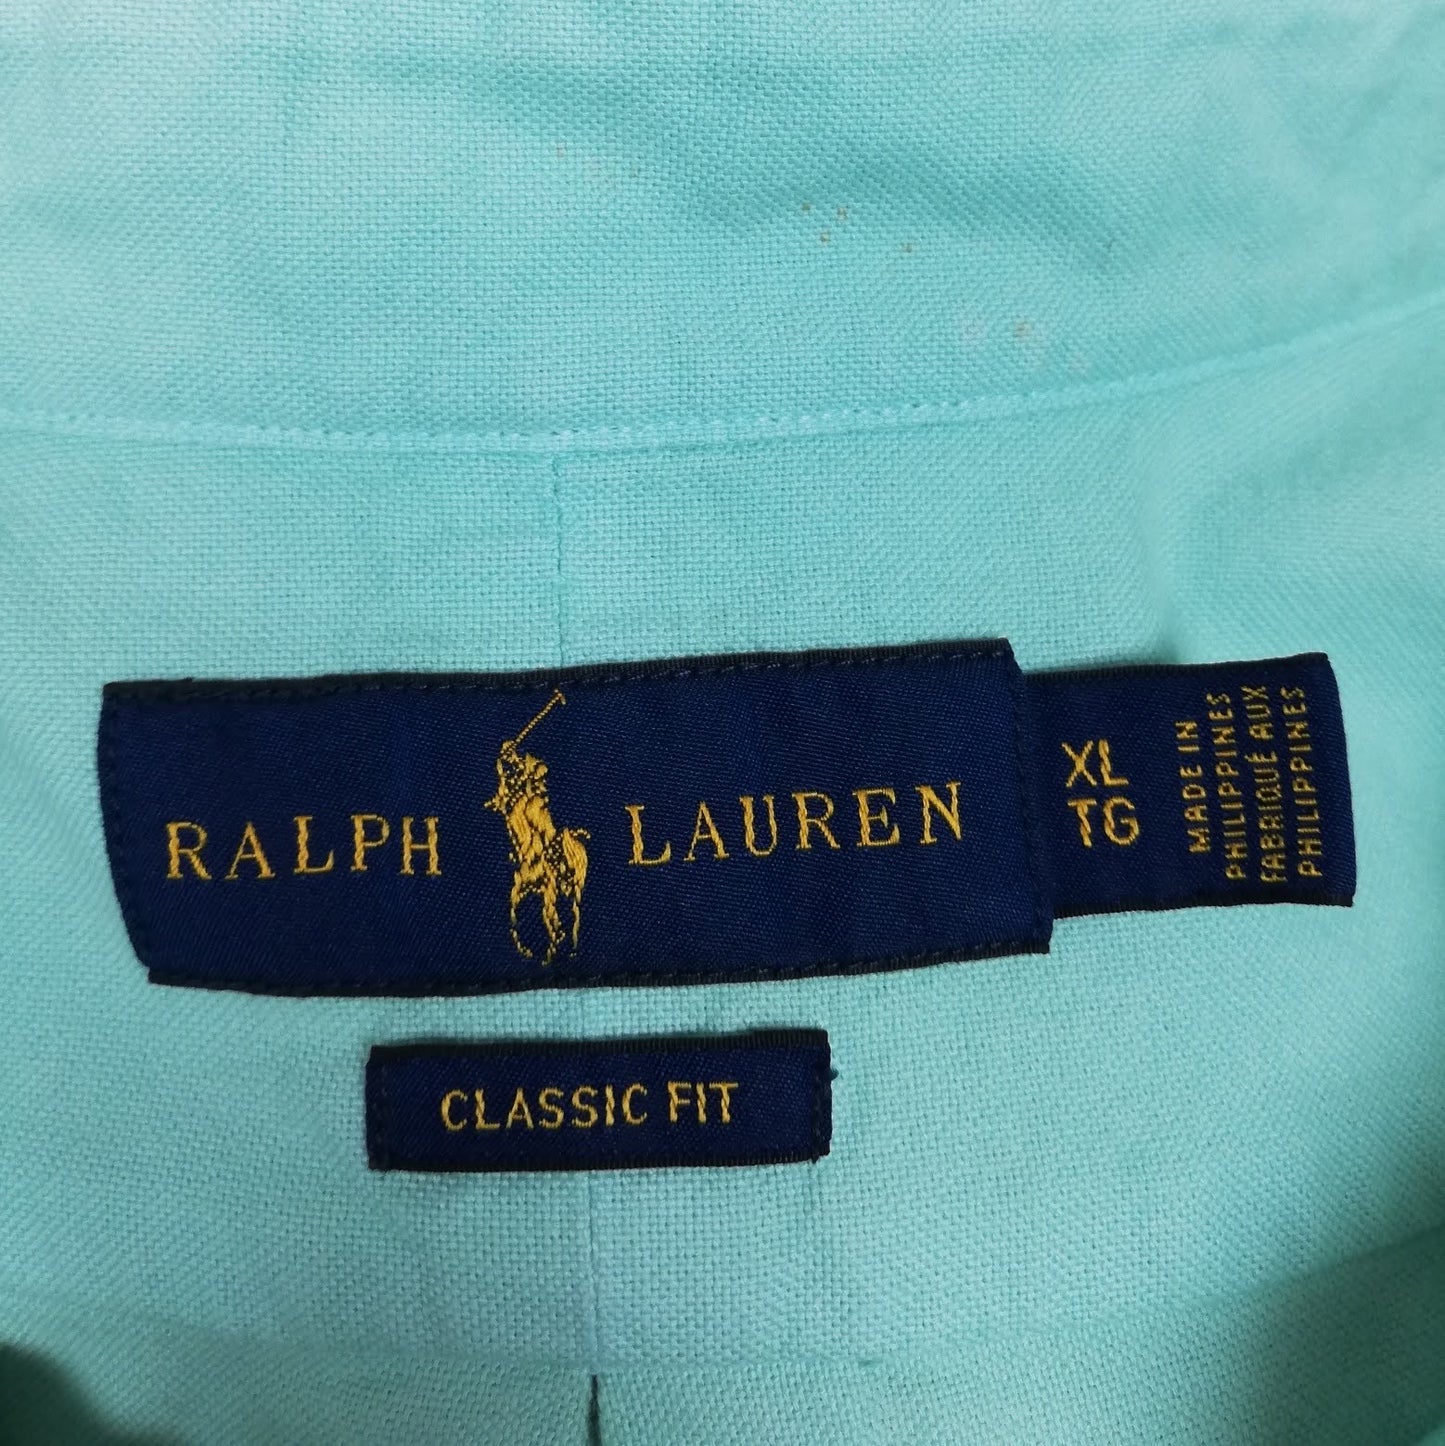 RALPH LAUREN
XL
TG
MADE IN
PHILIPPINES
FABRIQUÉ AUX
PHILIPPINES
CLASSIC FIT